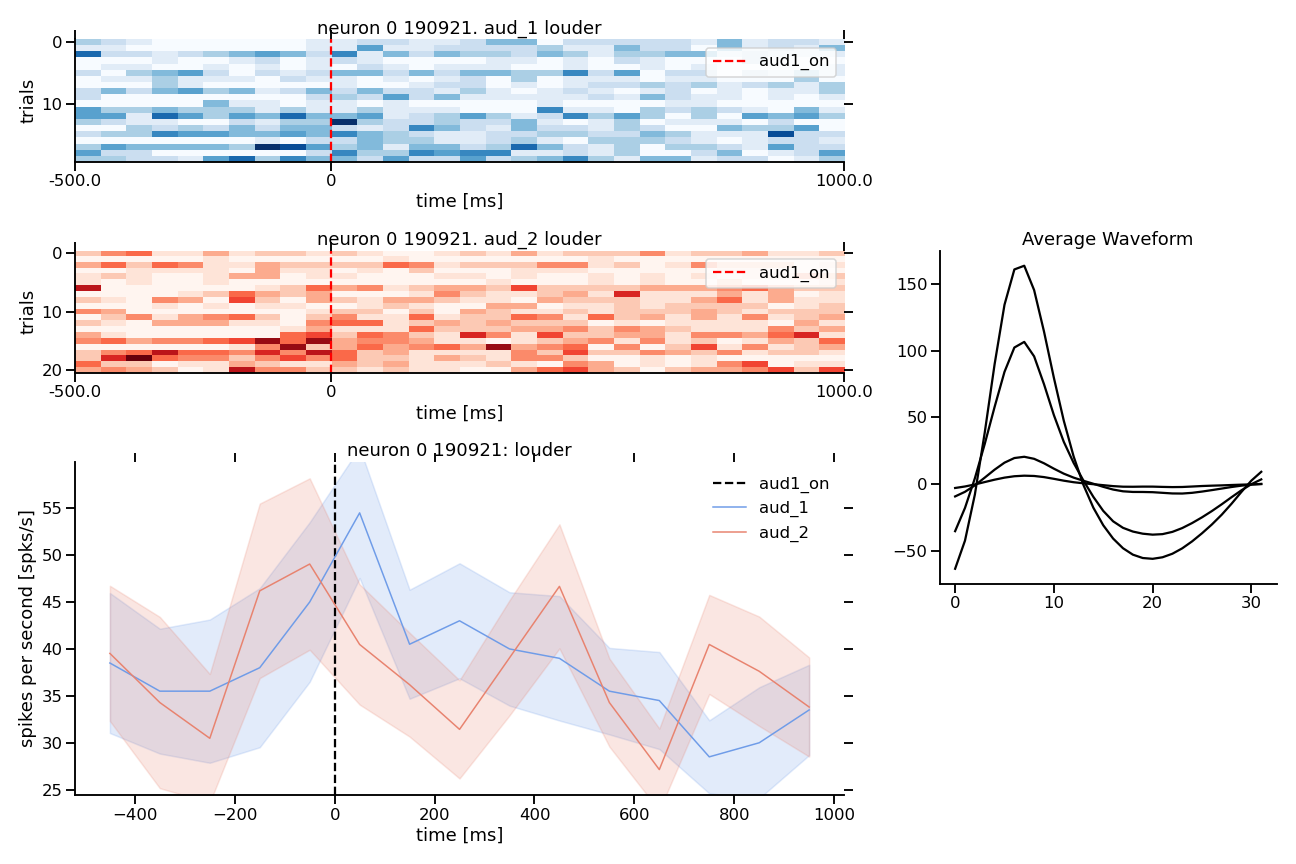 neuron 0 190921. aud_1 louder
0
10
trials
aud1_on
-500.0
0
1000.0
time [ms]
neuron 0 190921. aud_2 louder
0
10
20
trials
aud1_on
-500.0
0
1000.0
time [ms]
neuron 0 190921: louder
55
50
45
40
35
30
25
spikes per second [spks/s]
aud1_on
aud_1
aud_2
−400
−200
0
200
400
600
800
1000
time [ms]
Average Waveform
150
100
50
0
−50
0
10
20
30